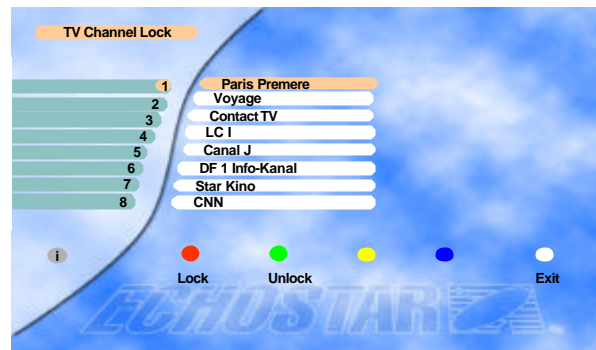 TV Channel Lock
1 Paris Premere
2 Voyage
3 Contact TV
4 LC I
5 Canal J
6 DF 1 Info-Kanal
7 Star Kino
8 CNN
i
Lock Unlock Exit
ECHOSTAR